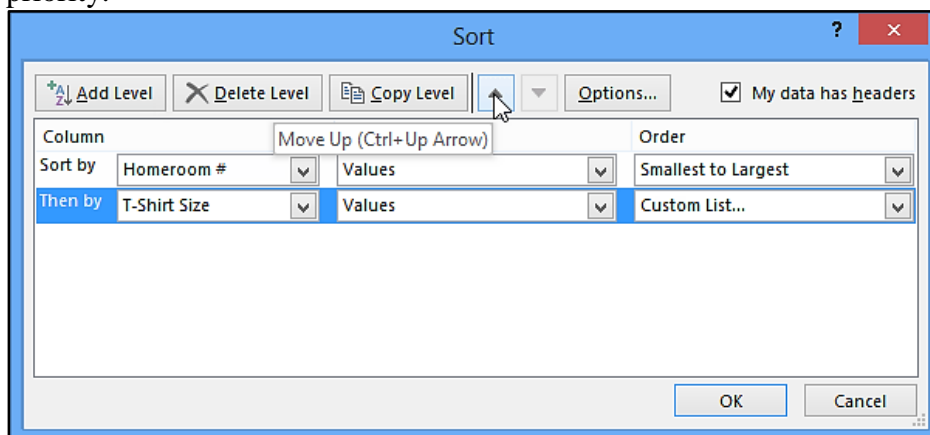 priority.
Sort ?
Add Level Delete Level Copy Level Options... My data has headers
Column Move Up (Ctrl+Up Arrow) Order
Sort by Homeroom # Values Smallest to Largest
Then by T-Shirt Size Values Custom List...
OK Cancel